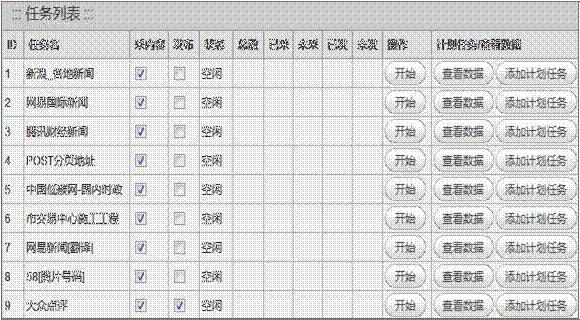 ::: 任务列表 :::
ID 任务名 采内容 发布 状态 总数 已采 未采 已发 未发 操作 计划任务/查看数据
1 新浪_各地新闻 空闲 开始 查看数据 添加计划任务
2 网易国际新闻 空闲 开始 查看数据 添加计划任务
3 腾讯财经新闻 空闲 开始 查看数据 添加计划任务
4 POST分页地址 空闲 开始 查看数据 添加计划任务
5 中国低碳网-国内时政 空闲 开始 查看数据 添加计划任务
6 市交易中心施工工程 空闲 开始 查看数据 添加计划任务
7 网易新闻[翻译] 空闲 开始 查看数据 添加计划任务
8 58[图片号码] 空闲 开始 查看数据 添加计划任务
9 大众点评 空闲 开始 查看数据 添加计划任务